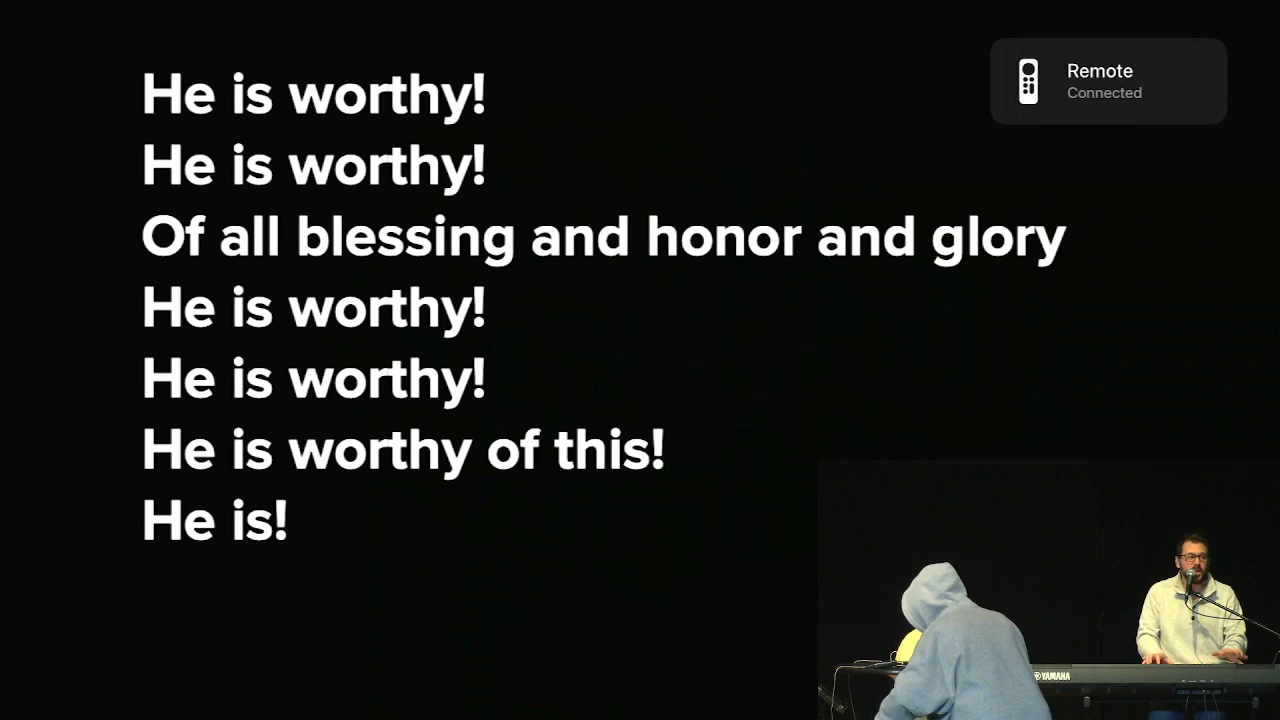 He is worthy!
He is worthy!
Of all blessing and honor and glory
He is worthy!
He is worthy!
He is worthy of this!
He is!
Remote
Connected
YAMAHA